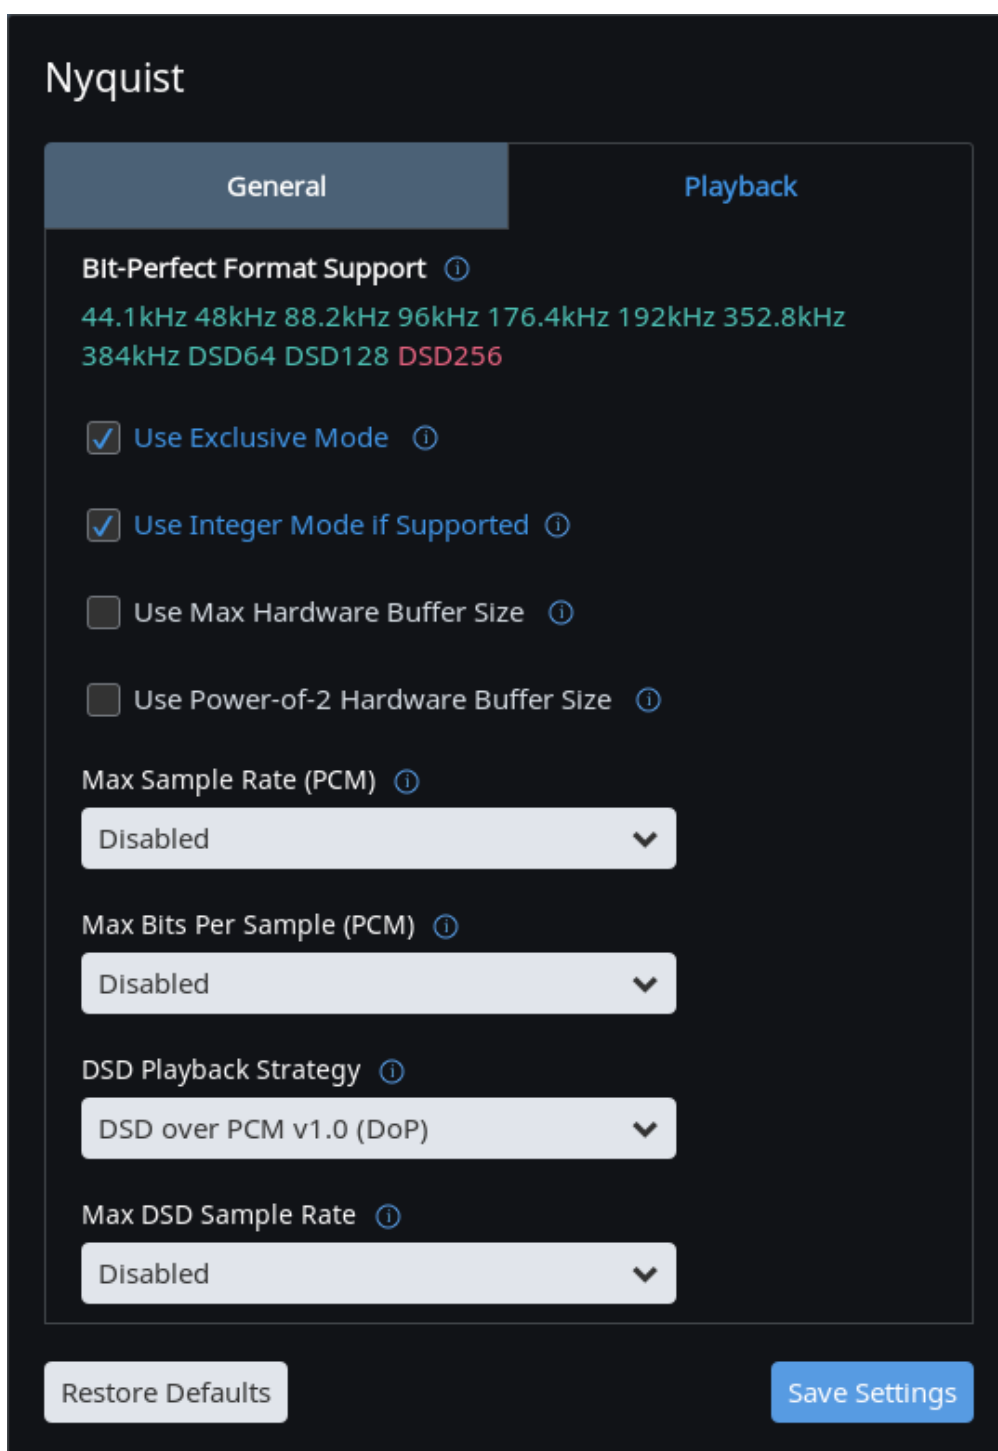 Nyquist
General
Playback
BIt-Perfect Format Support
44.1kHz 48kHz 88.2kHz 96kHz 176.4kHz 192kHz 352.8kHz
384kHz DSD64 DSD128 DSD256
Use Exclusive Mode
Use Integer Mode if Supported
Use Max Hardware Buffer Size
Use Power-of-2 Hardware Buffer Size
Max Sample Rate (PCM)
Disabled
Max Bits Per Sample (PCM)
Disabled
DSD Playback Strategy
DSD over PCM v1.0 (DoP)
Max DSD Sample Rate
Disabled
Restore Defaults
Save Settings